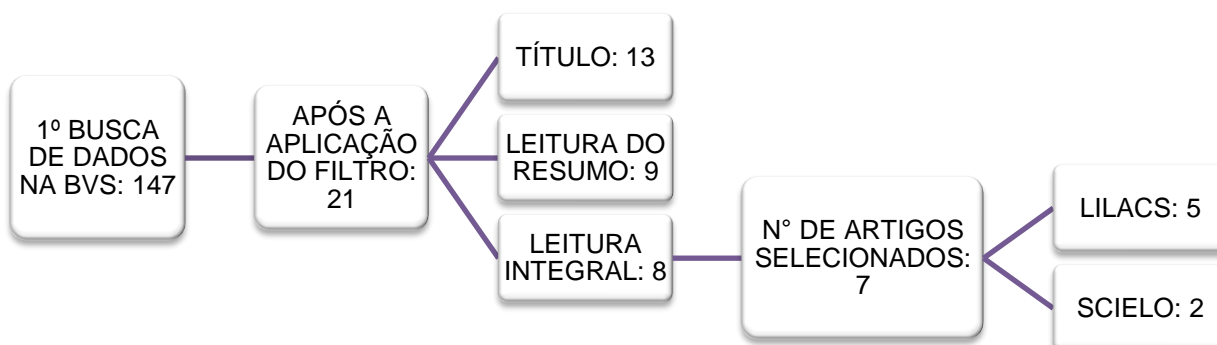 1º BUSCA
DE DADOS
NA BVS: 147
APÓS A
APLICAÇÃO
DO FILTRO:
21
TÍTULO: 13
LEITURA DO
RESUMO: 9
LEITURA
INTEGRAL: 8
N° DE ARTIGOS
SELECIONADOS:
7
LILACS: 5
SCIELO: 2